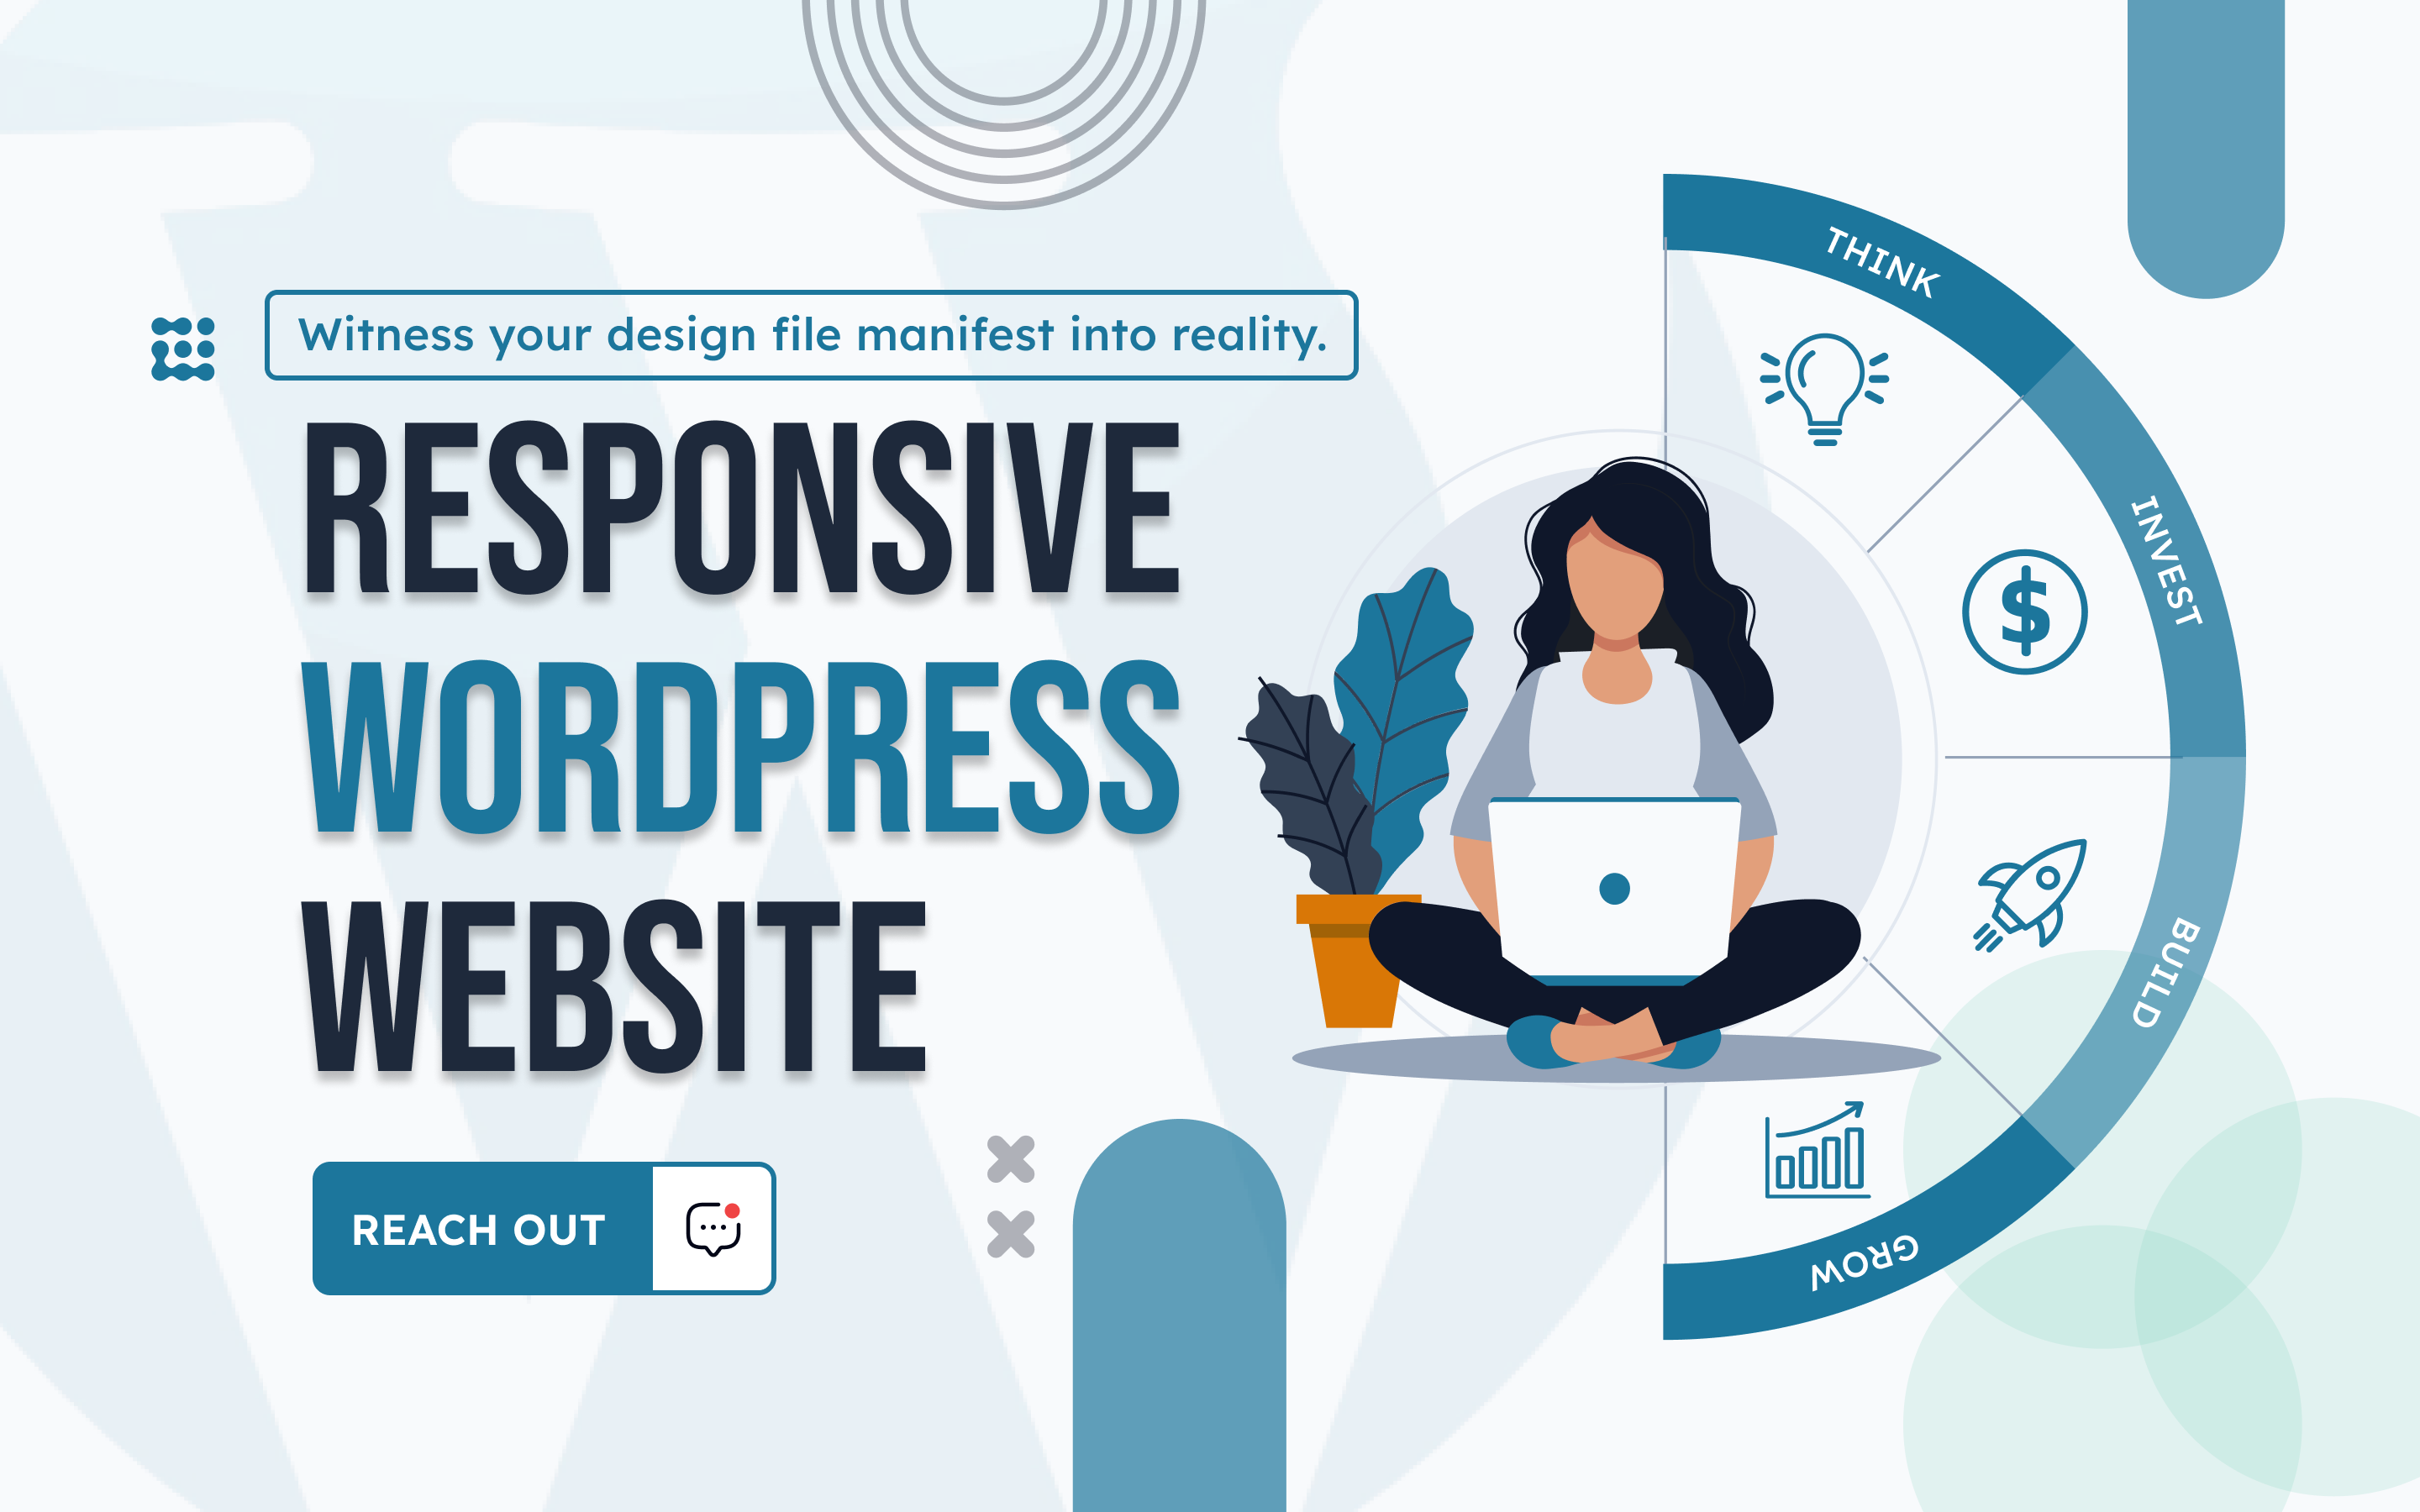 Witness your design file manifest into reality.
RESPONSIVE
WORDPRESS
WEBSITE
REACH OUT
THINK
INVEST
BUILD
GROW